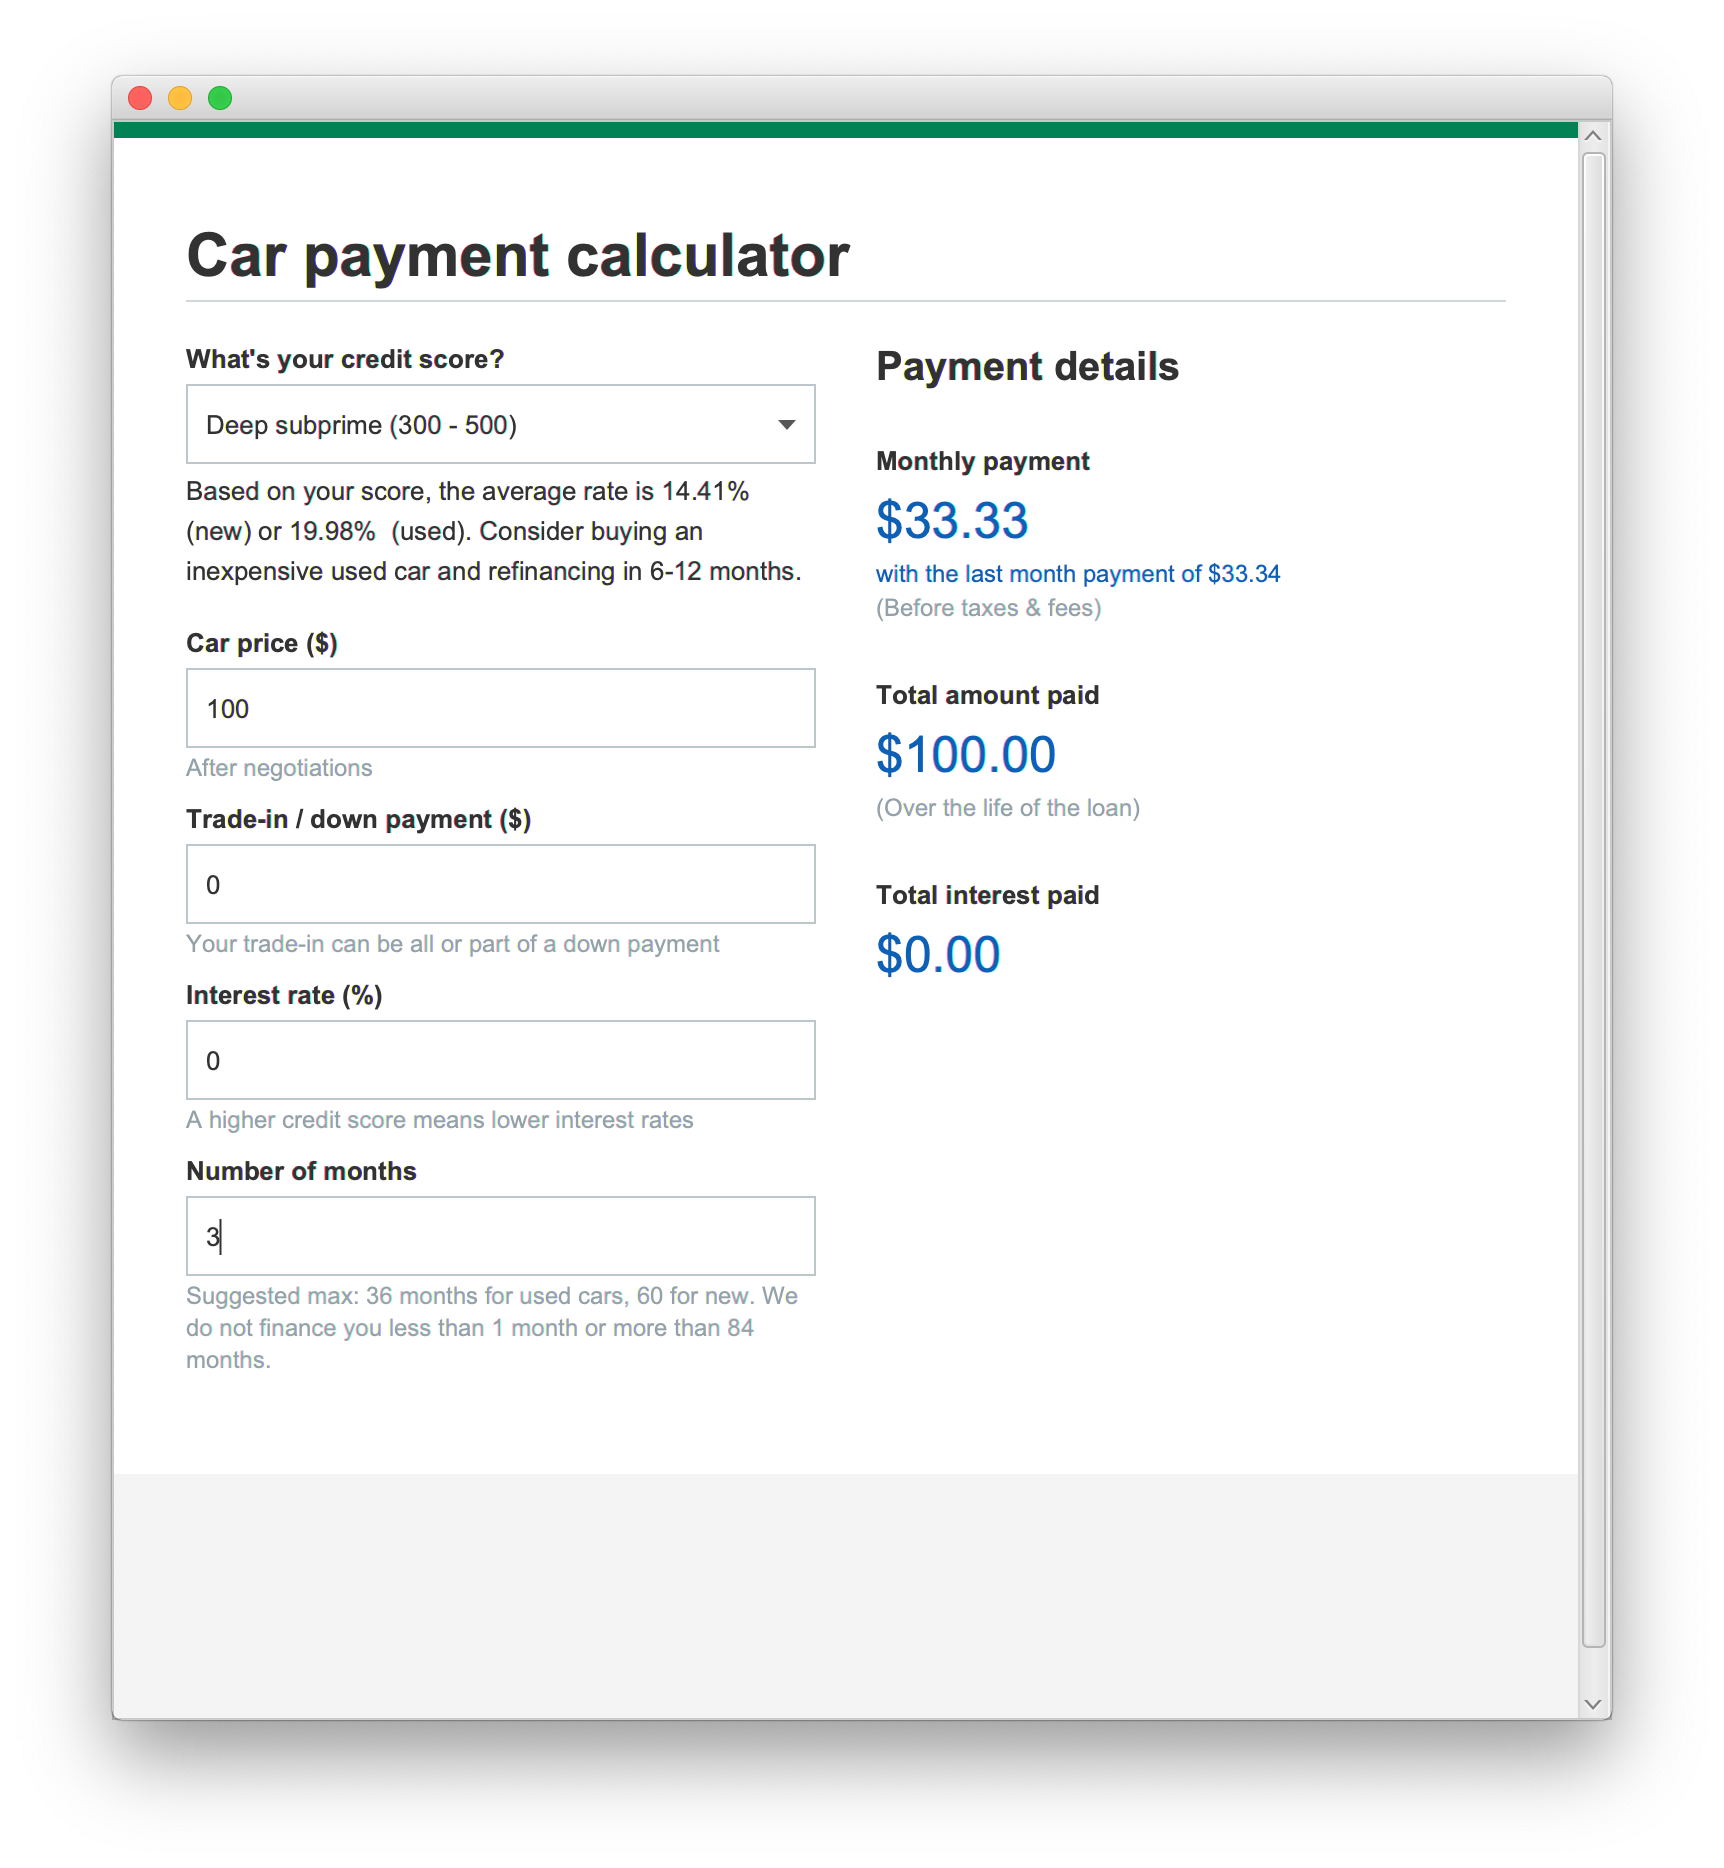 Car payment calculator
What's your credit score?
Deep subprime (300 - 500)
Based on your score, the average rate is 14.41%
(new) or 19.98%  (used). Consider buying an
inexpensive used car and refinancing in 6-12 months.
Car price ($)
100
After negotiations
Trade-in / down payment ($)
0
Your trade-in can be all or part of a down payment
Interest rate (%)
0
A higher credit score means lower interest rates
Number of months
3
Suggested max: 36 months for used cars, 60 for new. We
do not finance you less than 1 month or more than 84
months.
Payment details
Monthly payment
$33.33
with the last month payment of $33.34
(Before taxes & fees)
Total amount paid
$100.00
(Over the life of the loan)
Total interest paid
$0.00